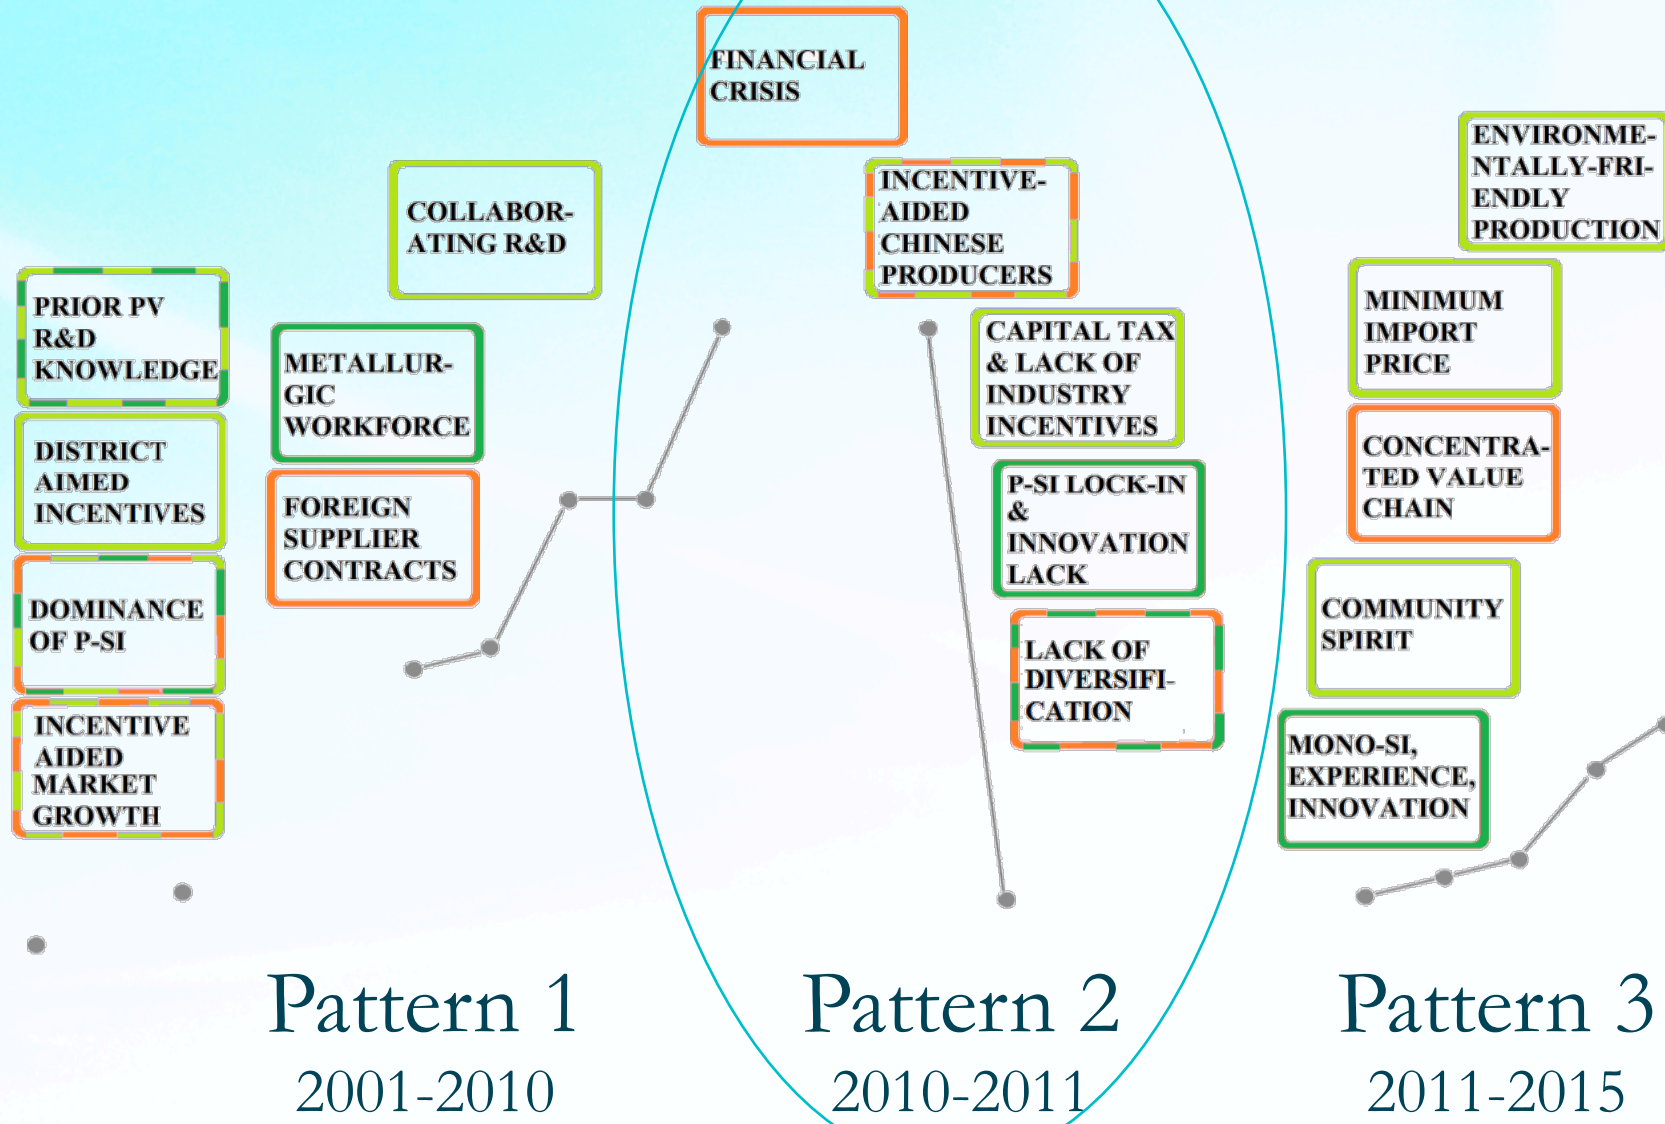 PRIOR PV
R&D
KNOWLEDGE
DISTRICT
AIMED
INCENTIVES
DOMINANCE
OF P-SI
INCENTIVE
AIDED
MARKET
GROWTH
METALLUR-
GIC
WORKFORCE
FOREIGN
SUPPLIER
CONTRACTS
COLLABOR-
ATING R&D
Pattern 1
2001-2010
FINANCIAL
CRISIS
INCENTIVE-
AIDED
CHINESE
PRODUCERS
CAPITAL TAX
& LACK OF
INDUSTRY
INCENTIVES
P-SI LOCK-IN
&
INNOVATION
LACK
LACK OF
DIVERSIFI-
CATION
Pattern 2
2010-2011
ENVIRONME-
NTALLY-FRI-
ENDLY
PRODUCTION
MINIMUM
IMPORT
PRICE
CONCENTRA-
TED VALUE
CHAIN
COMMUNITY
SPIRIT
MONO-SI,
EXPERIENCE,
INNOVATION
Pattern 3
2011-2015